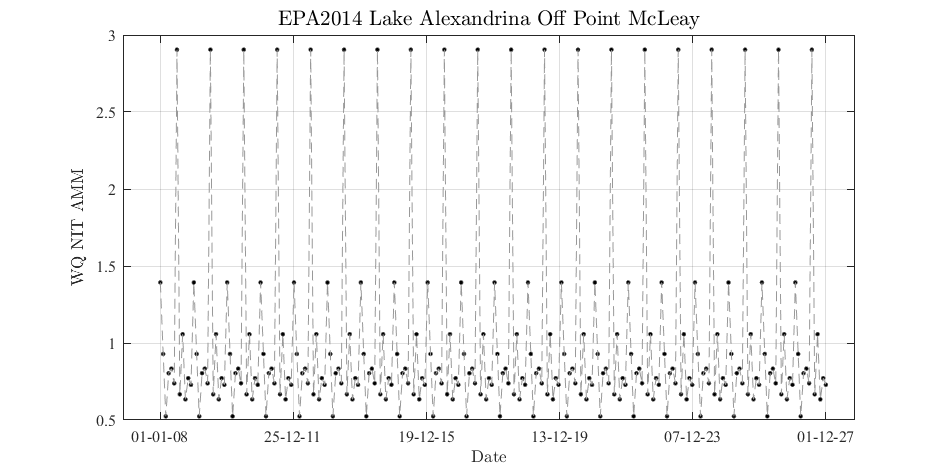 EPA2014 Lake Alexandrina Off Point McLeay
3
2.5
2
1.5
1
0.5
WQ NIT AMM
01-01-08 25-12-11 19-12-15 13-12-19 07-12-23 01-12-27
Date